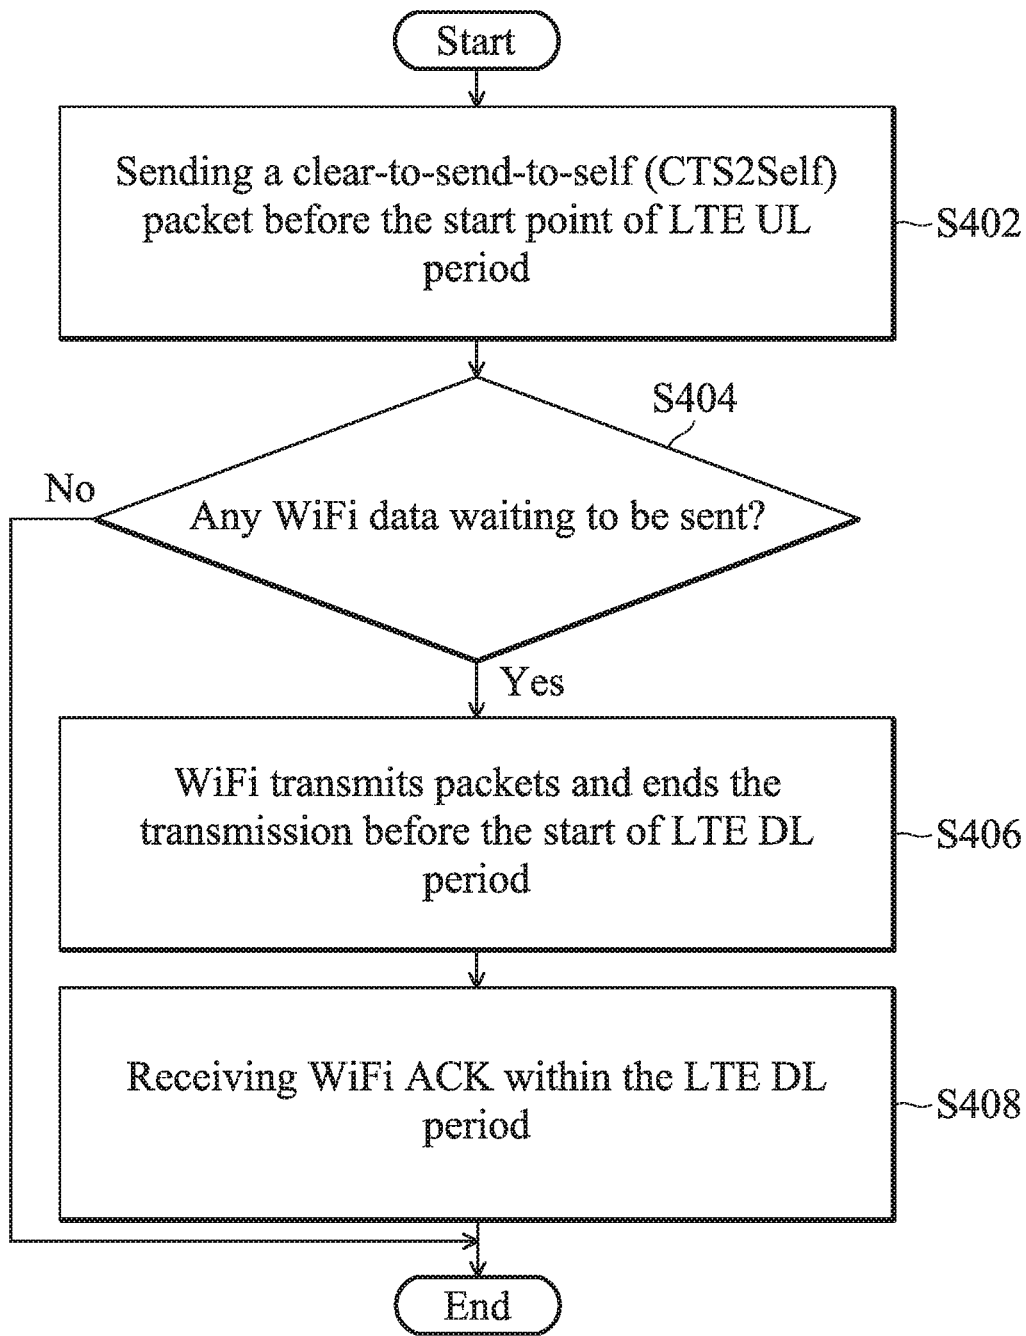 Start
Sending a clear-to-send-to-self (CTS2Self)
packet before the start point of LTE UL
period
S402
S404
No
Any WiFi data waiting to be sent?
Yes
WiFi transmits packets and ends the
transmission before the start of LTE DL
period
S406
Receiving WiFi ACK within the LTE DL
period
S408
End